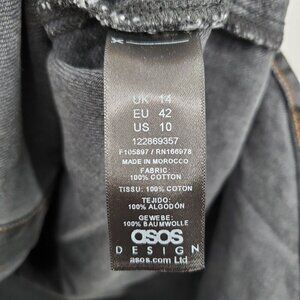 UK 14
EU 42
US 10
122869357
F105897 / RN166978
MADE IN MOROCCO
FABRIC:
100% COTTON
TISSU: 100% COTON
TEJIDO:
100% ALGODÓN
GEWEBE:
100% BAUMWOLLE
asos
DESIGN
asos.com Ltd